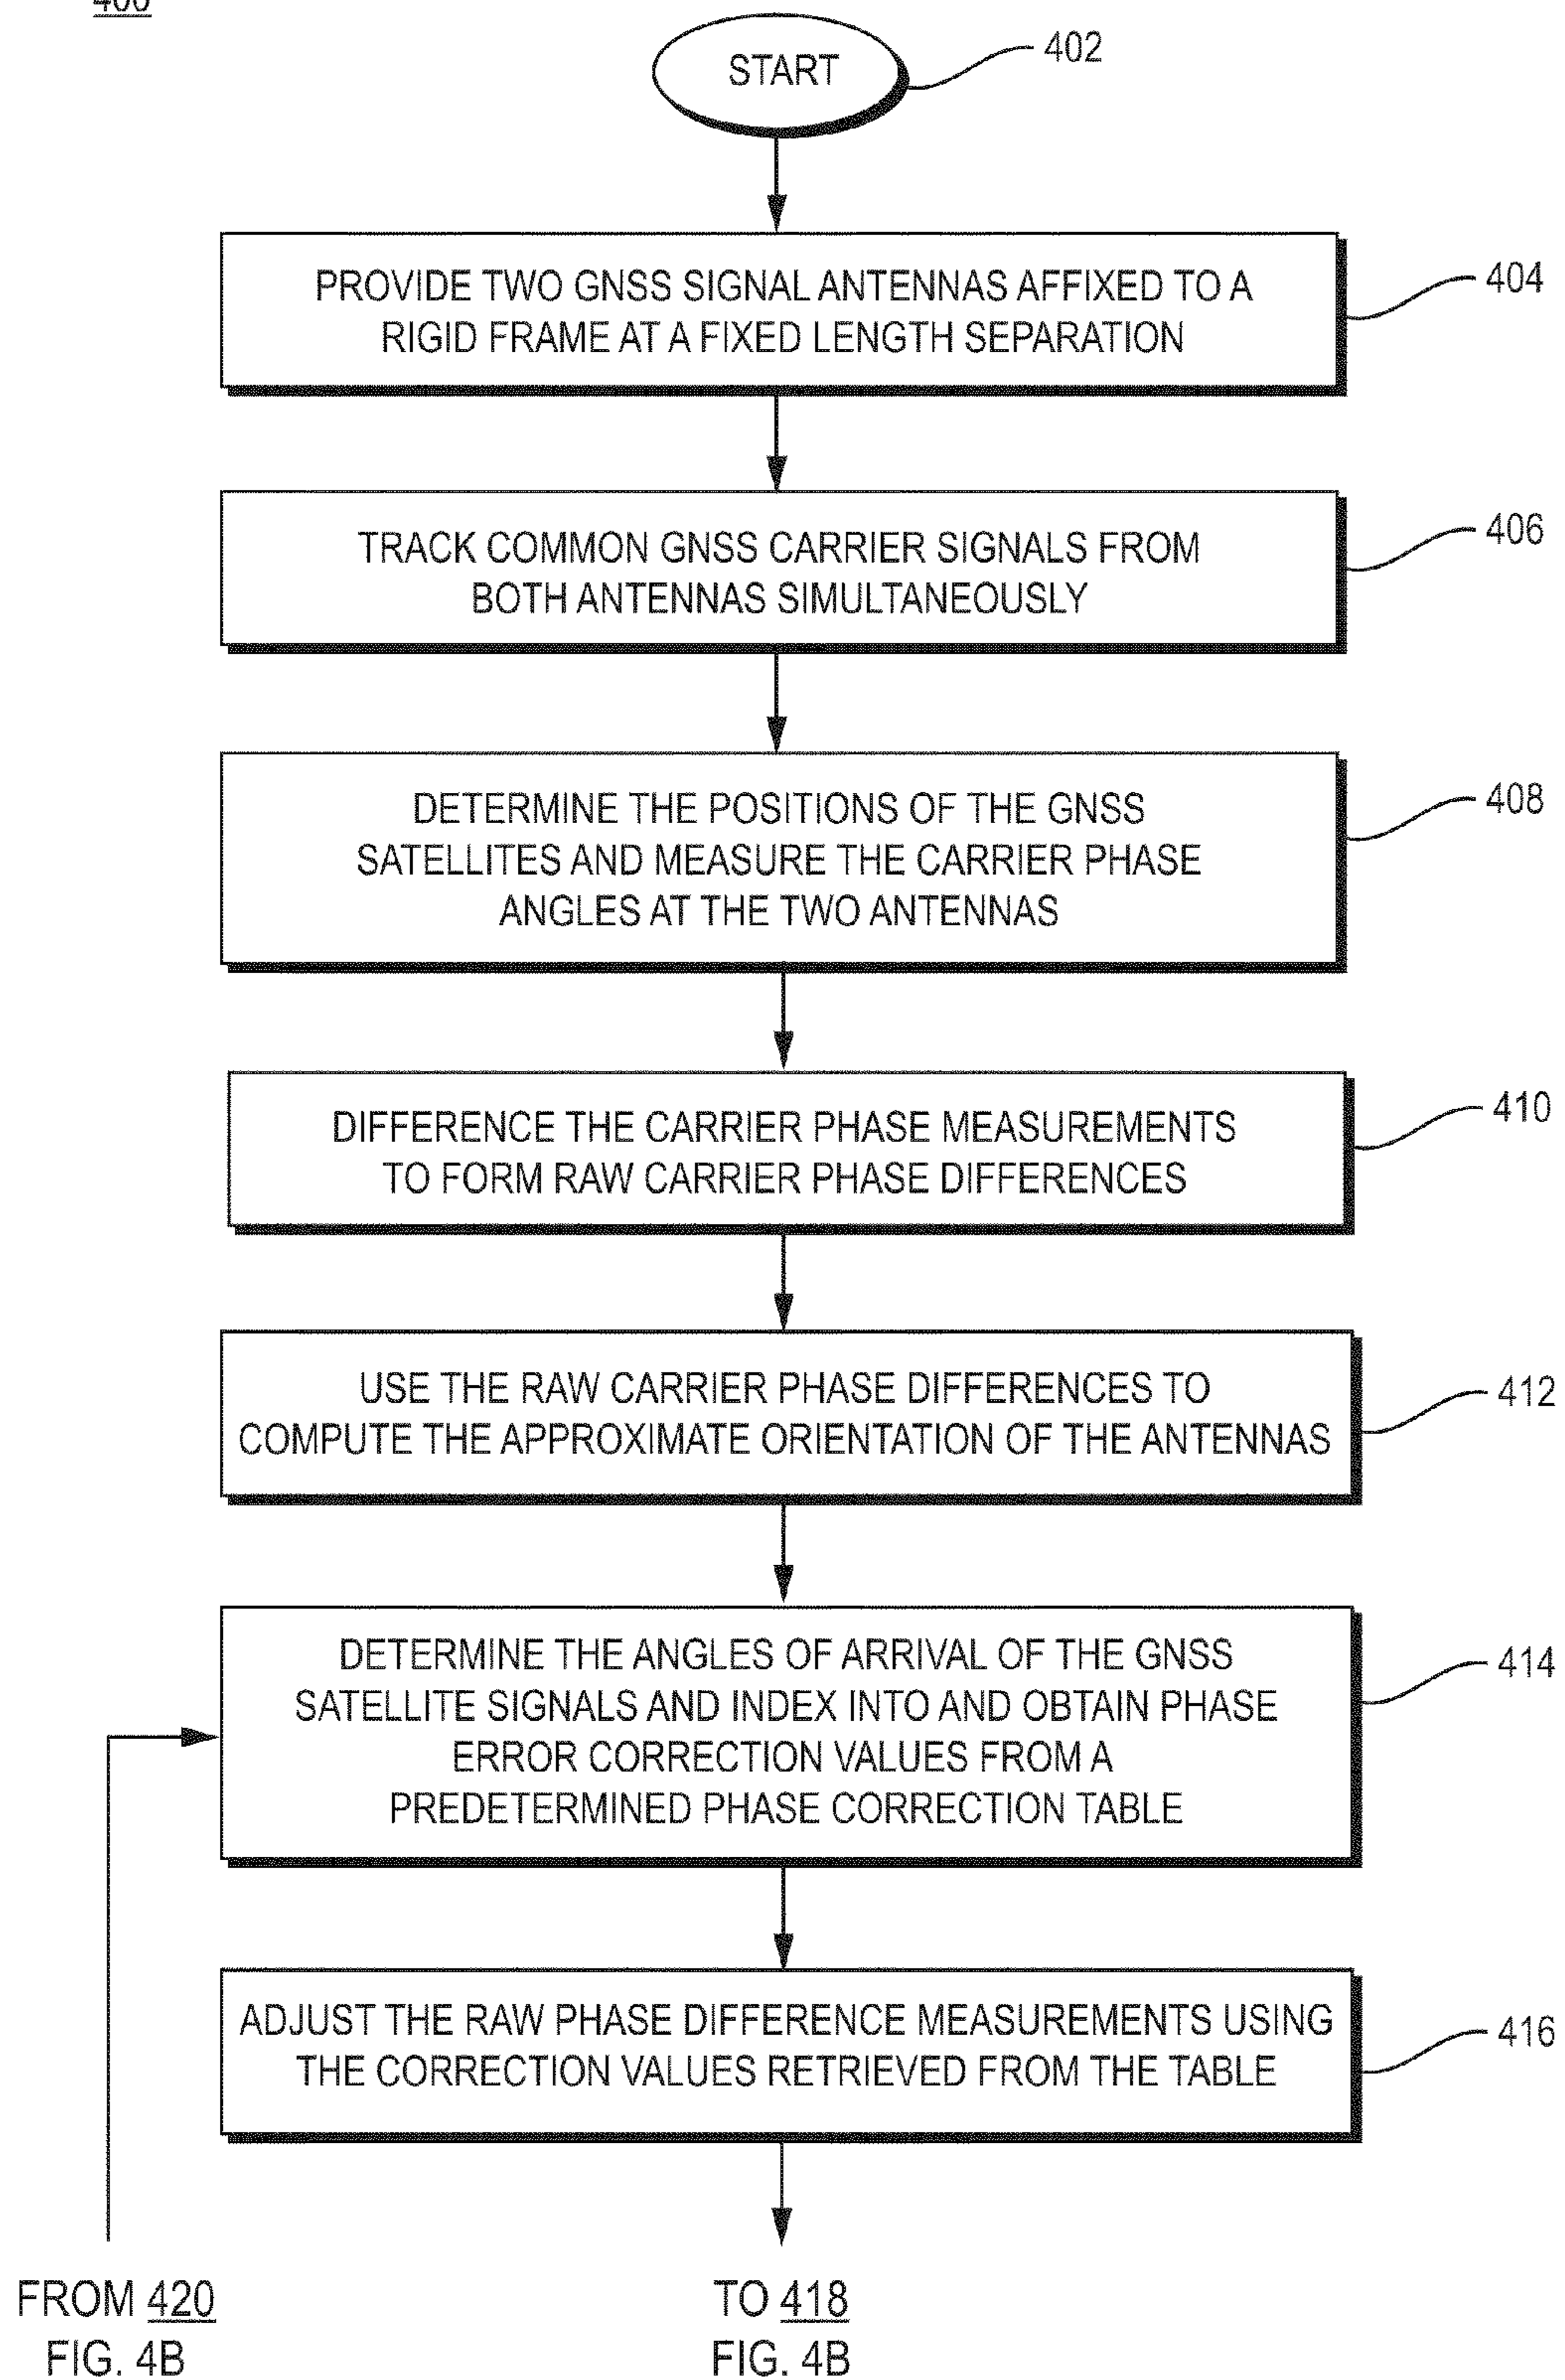 START
402
PROVIDE TWO GNSS SIGNAL ANTENNAS AFFIXED TO A
RIGID FRAME AT A FIXED LENGTH SEPARATION
404
TRACK COMMON GNSS CARRIER SIGNALS FROM
BOTH ANTENNAS SIMULTANEOUSLY
406
DETERMINE THE POSITIONS OF THE GNSS
SATELLITES AND MEASURE THE CARRIER PHASE
ANGLES AT THE TWO ANTENNAS
408
DIFFERENCE THE CARRIER PHASE MEASUREMENTS
TO FORM RAW CARRIER PHASE DIFFERENCES
410
USE THE RAW CARRIER PHASE DIFFERENCES TO
COMPUTE THE APPROXIMATE ORIENTATION OF THE ANTENNAS
412
DETERMINE THE ANGLES OF ARRIVAL OF THE GNSS
SATELLITE SIGNALS AND INDEX INTO AND OBTAIN PHASE
ERROR CORRECTION VALUES FROM A
PREDETERMINED PHASE CORRECTION TABLE
414
ADJUST THE RAW PHASE DIFFERENCE MEASUREMENTS USING
THE CORRECTION VALUES RETRIEVED FROM THE TABLE
416
FROM 420
FIG. 4B
TO 418
FIG. 4B